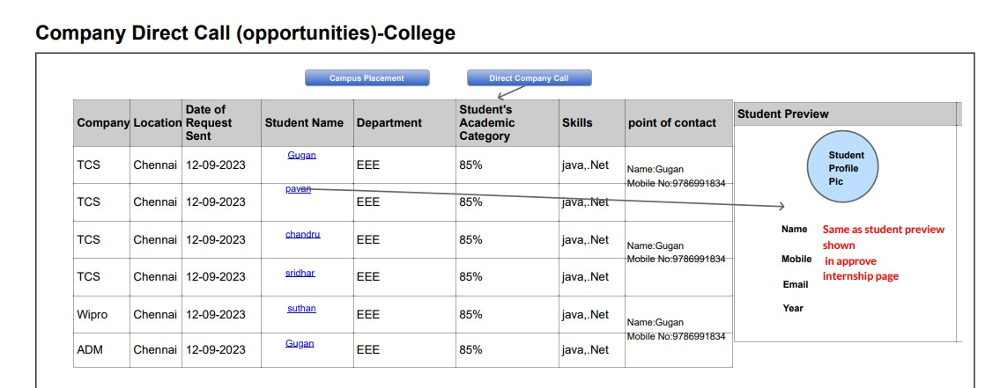 Company Direct Call (opportunities)-College
Campus Placement
Direct Company Call
Company Location Date of Request Sent Student Name Department Student's Academic Category Skills point of contact
TCS Chennai 12-09-2023 Gugan EEE 85% java,.Net
Name:Gugan
Mobile No:9786991834
TCS Chennai 12-09-2023 pavan EEE 85% java,.Net
TCS Chennai 12-09-2023 chandru EEE 85% java,.Net
Name:Gugan
Mobile No:9786991834
TCS Chennai 12-09-2023 sridhar EEE 85% java,.Net
Wipro Chennai 12-09-2023 suthan EEE 85% java,.Net
Name:Gugan
Mobile No:9786991834
ADM Chennai 12-09-2023 Gugan EEE 85% java,.Net
Student Preview
Student
Profile
Pic
Name
Mobile
Email
Year
Same as student preview
shown
in approve
internship page